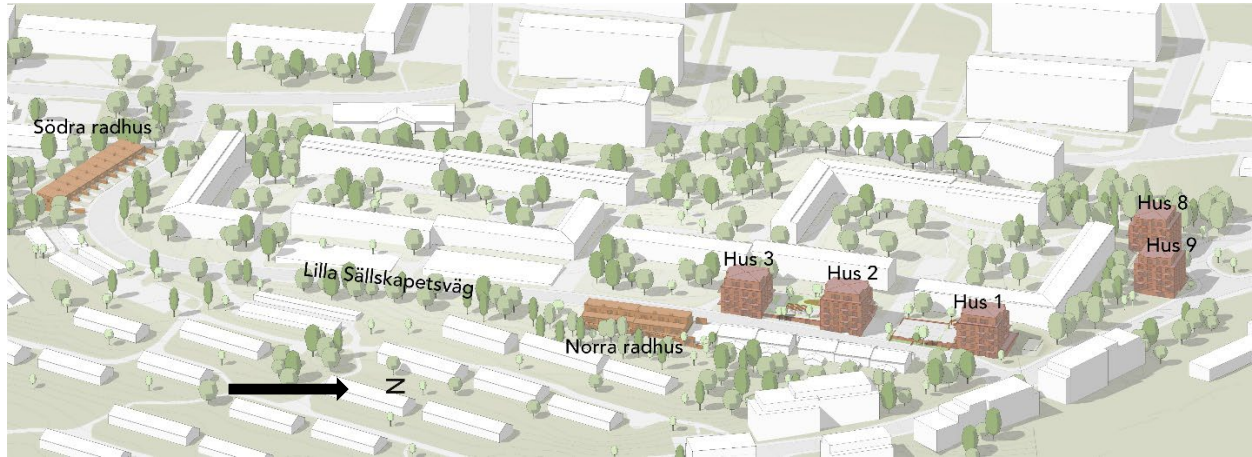 Södra radhus
Hus 8
Hus 9
Hus 3
Hus 2
Lilla Sällskapetsväg
Hus 1
Norra radhus
N